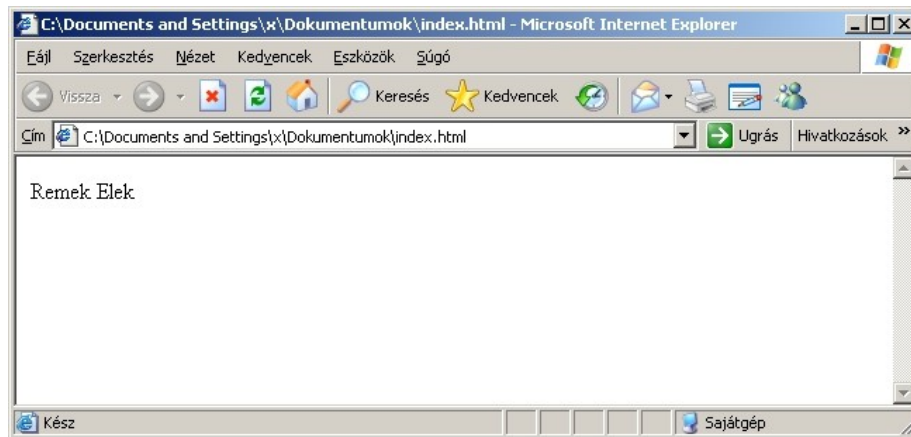 C:\Documents and Settings\x\Dokumentumok\index.html - Microsoft Internet Explorer
Fájl Szerkesztés Nézet Kedvencek Eszközök Súgó
Vissza Keresés Kedvencek
Cím C:\Documents and Settings\x\Dokumentumok\index.html Ugrás Hivatkozások »
Remek Elek
Kész Sajátgép